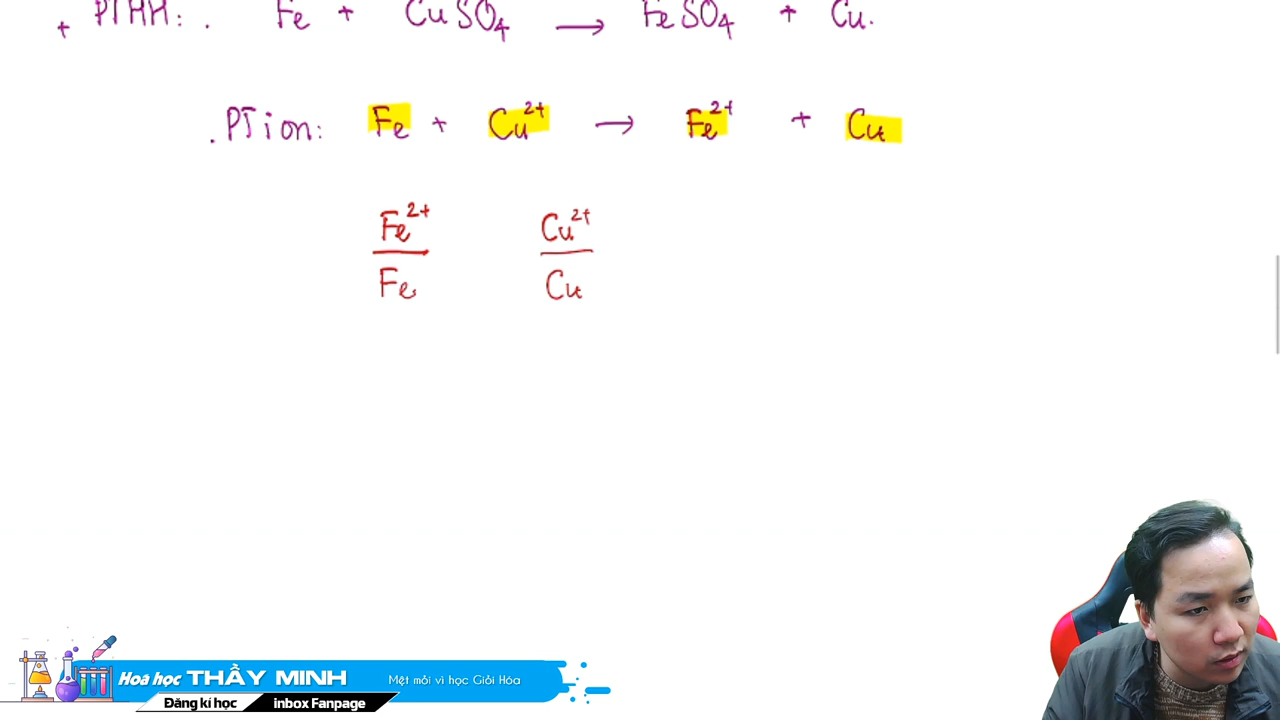 + PTHH: . Fe + CuSO₄ → FeSO₄ + Cu.
. PT ion: Fe + Cu²⁺ → Fe²⁺ + Cu
Fe²⁺ Cu²⁺
Fe Cu
Hoá học THẦY MINH
Mệt mỏi vì học Giỏi Hóa
Đăng kí học inbox Fanpage